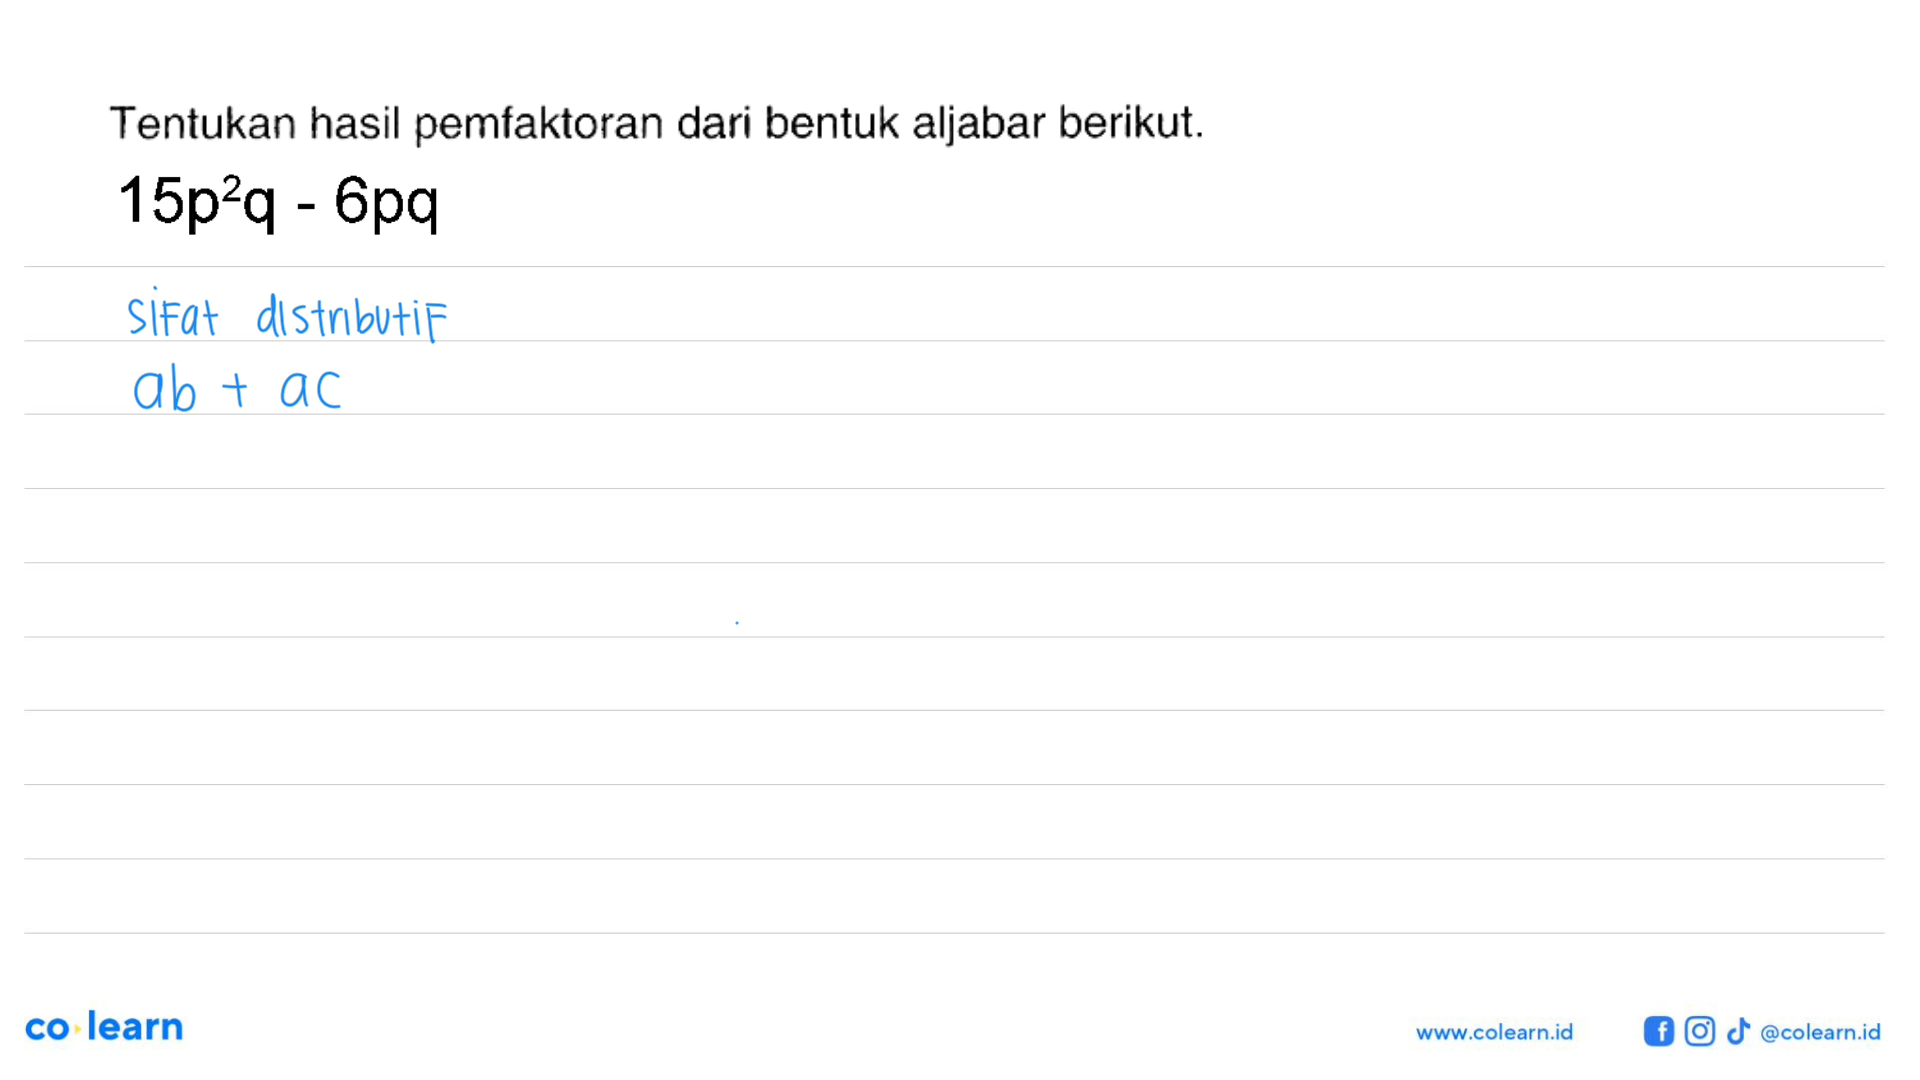 Tentukan hasil pemfaktoran dari bentuk aljabar berikut.
15p²q - 6pq
sifat distributif
ab + ac
co learn
www.colearn.id @colearn.id